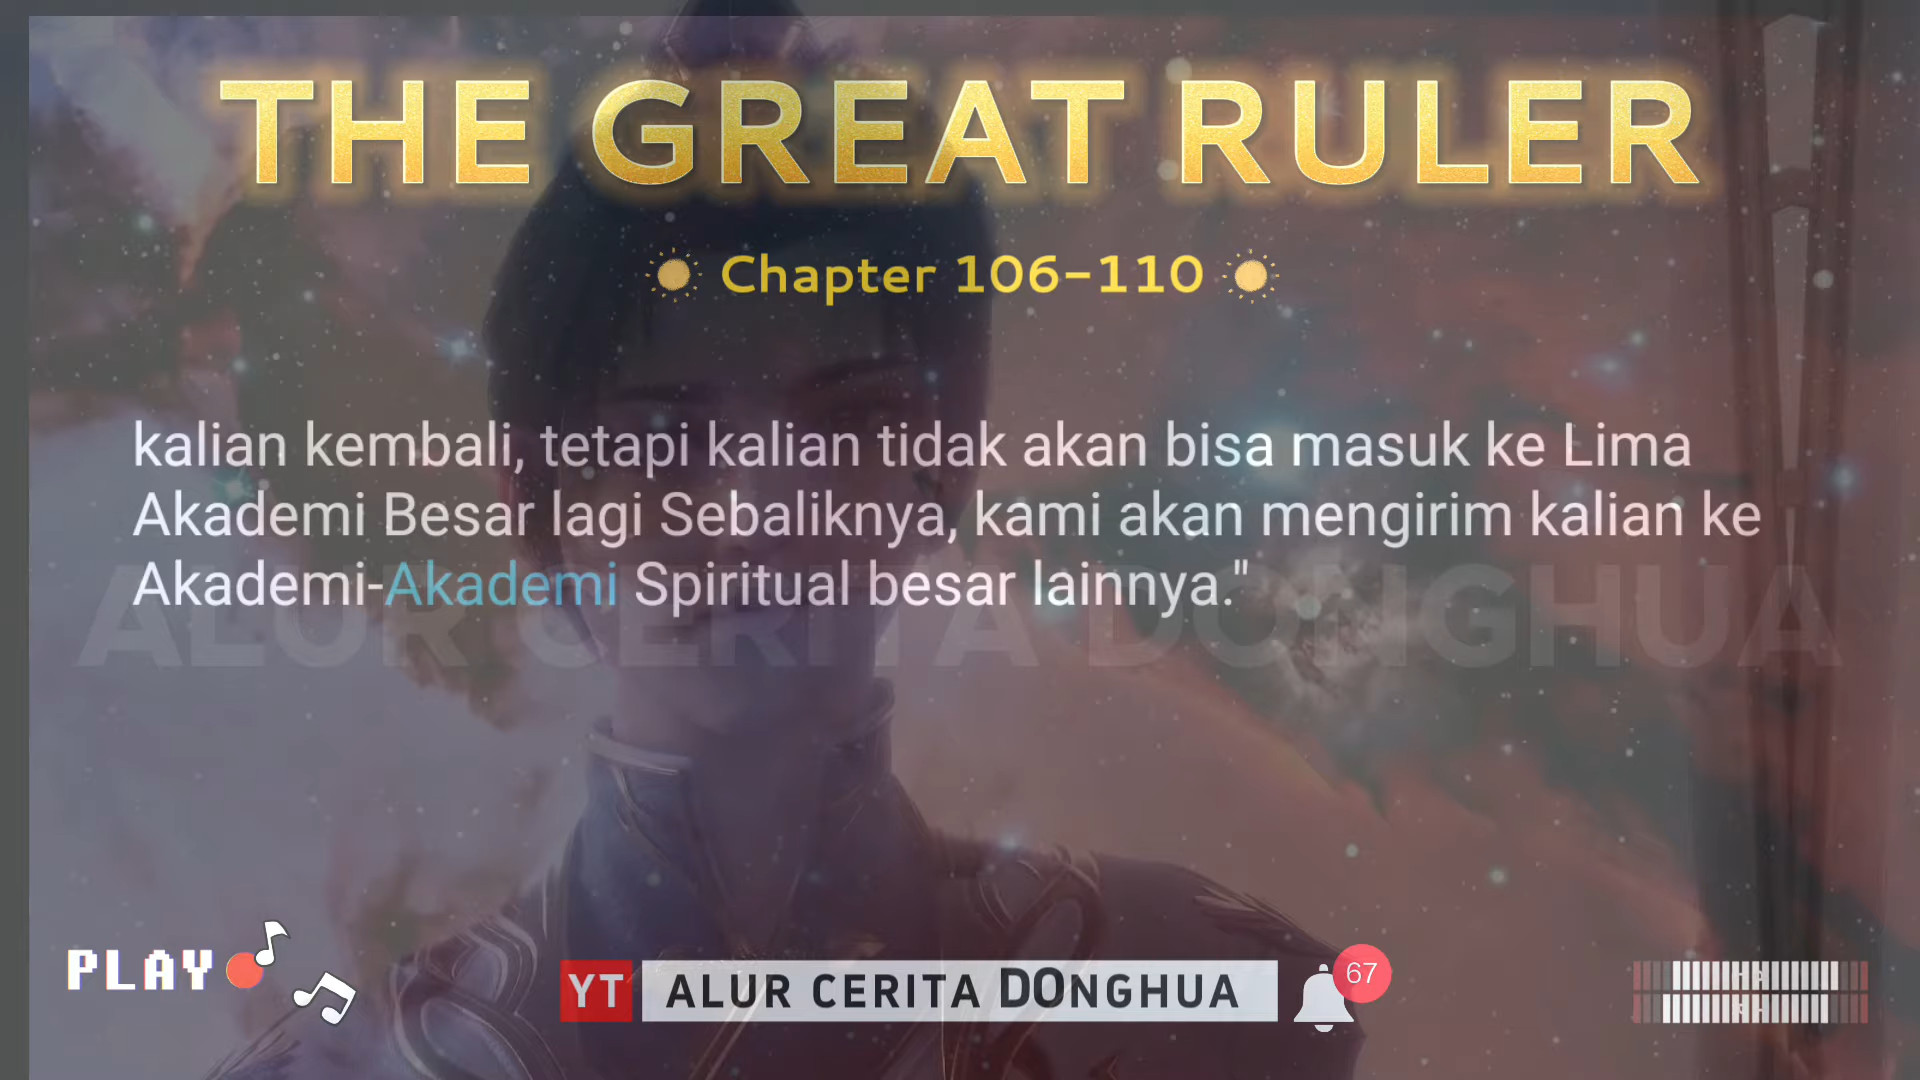 THE GREAT RULER
Chapter 106-110
kalian kembali, tetapi kalian tidak akan bisa masuk ke Lima
Akademi Besar lagi Sebaliknya, kami akan mengirim kalian ke
Akademi-Akademi Spiritual besar lainnya."
ALUR CERITA DONGHUA
PLAY
YT ALUR CERITA DONGHUA
67